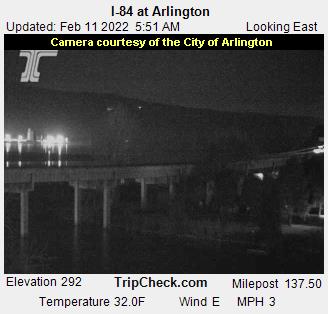 I-84 at Arlington
Updated: Feb 11 2022 5:51 AM Looking East
Camera courtesy of the City of Arlington
Elevation 292 TripCheck.com Milepost 137.50
Temperature 32.0F Wind E MPH 3